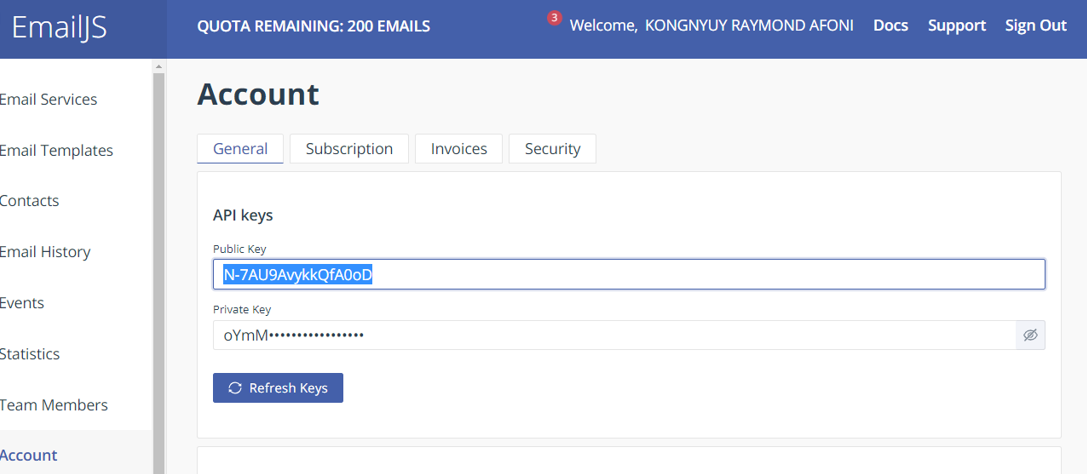 EmailJS
QUOTA REMAINING: 200 EMAILS
3
Welcome, KONGNYUY RAYMOND AFONI
Docs
Support
Sign Out
Email Services
Email Templates
Contacts
Email History
Events
Statistics
Team Members
Account
Account
General
Subscription
Invoices
Security
API keys
Public Key
N-7AU9AvykkQfA0oD
Private Key
oYmM••••••••••••••••
Refresh Keys